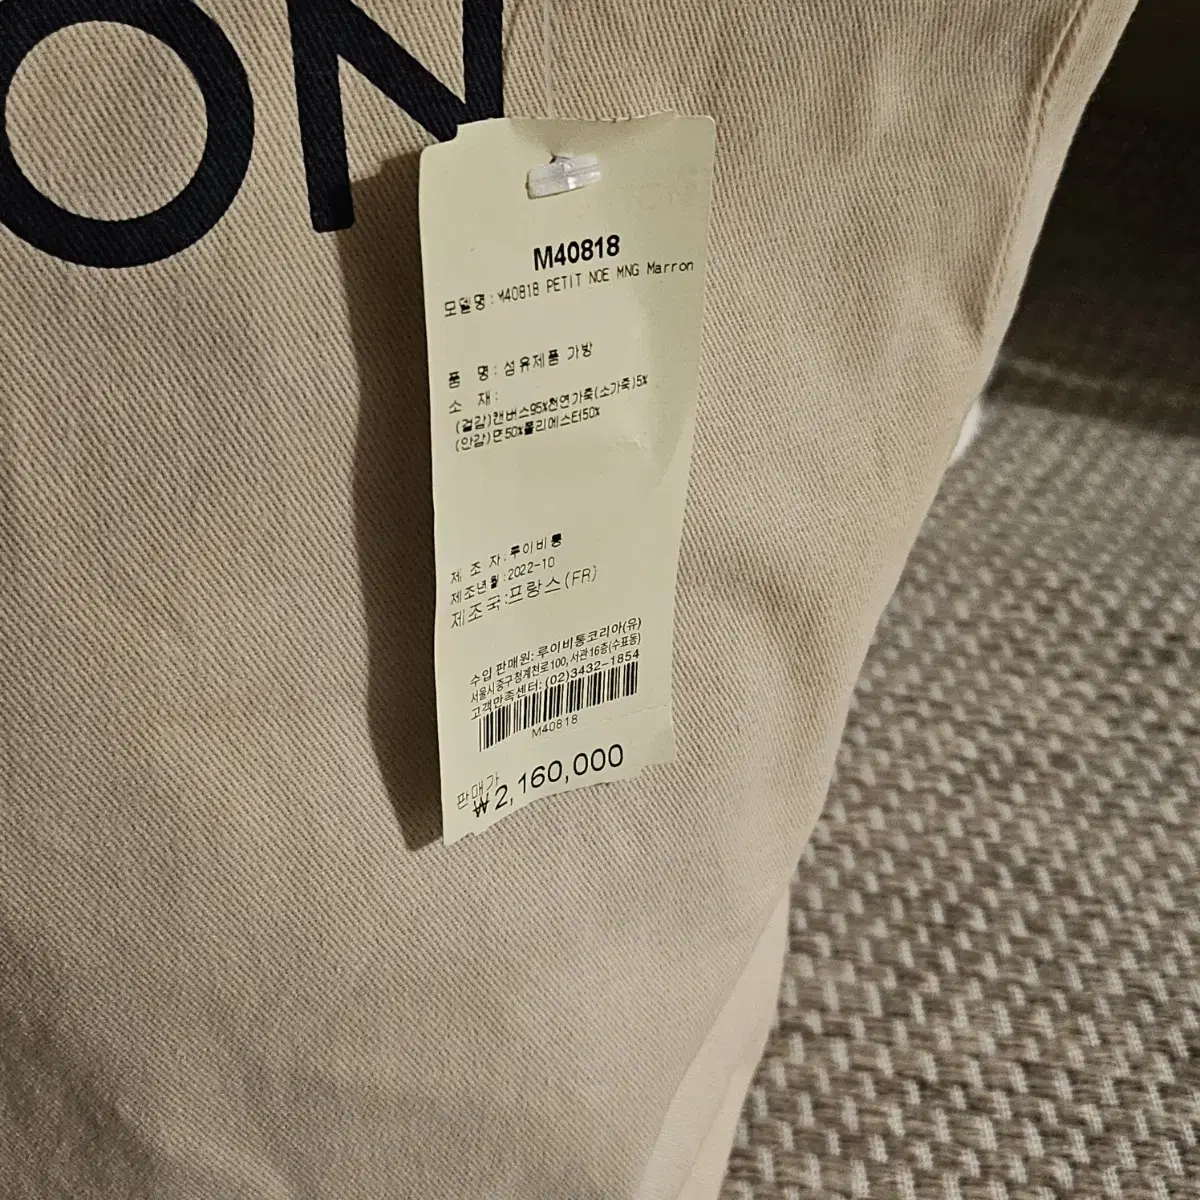 ON
M40818
모델명:M40818 PETIT NOE MNG Marron
품 명:섬유제품 가방
소 재:
(겉감)캔버스95%천연가죽(소가죽)5%
(안감)면50%폴리에스터50%
제 조 자:루이비통
제조년월:2022-10
제조국:프랑스(FR)
수입 판매원:루이비통코리아(유)
서울시중구청계천로100,서관16층(수표동)
고객만족센터:(02)3432-1854
M40818
판매가
₩2,160,000